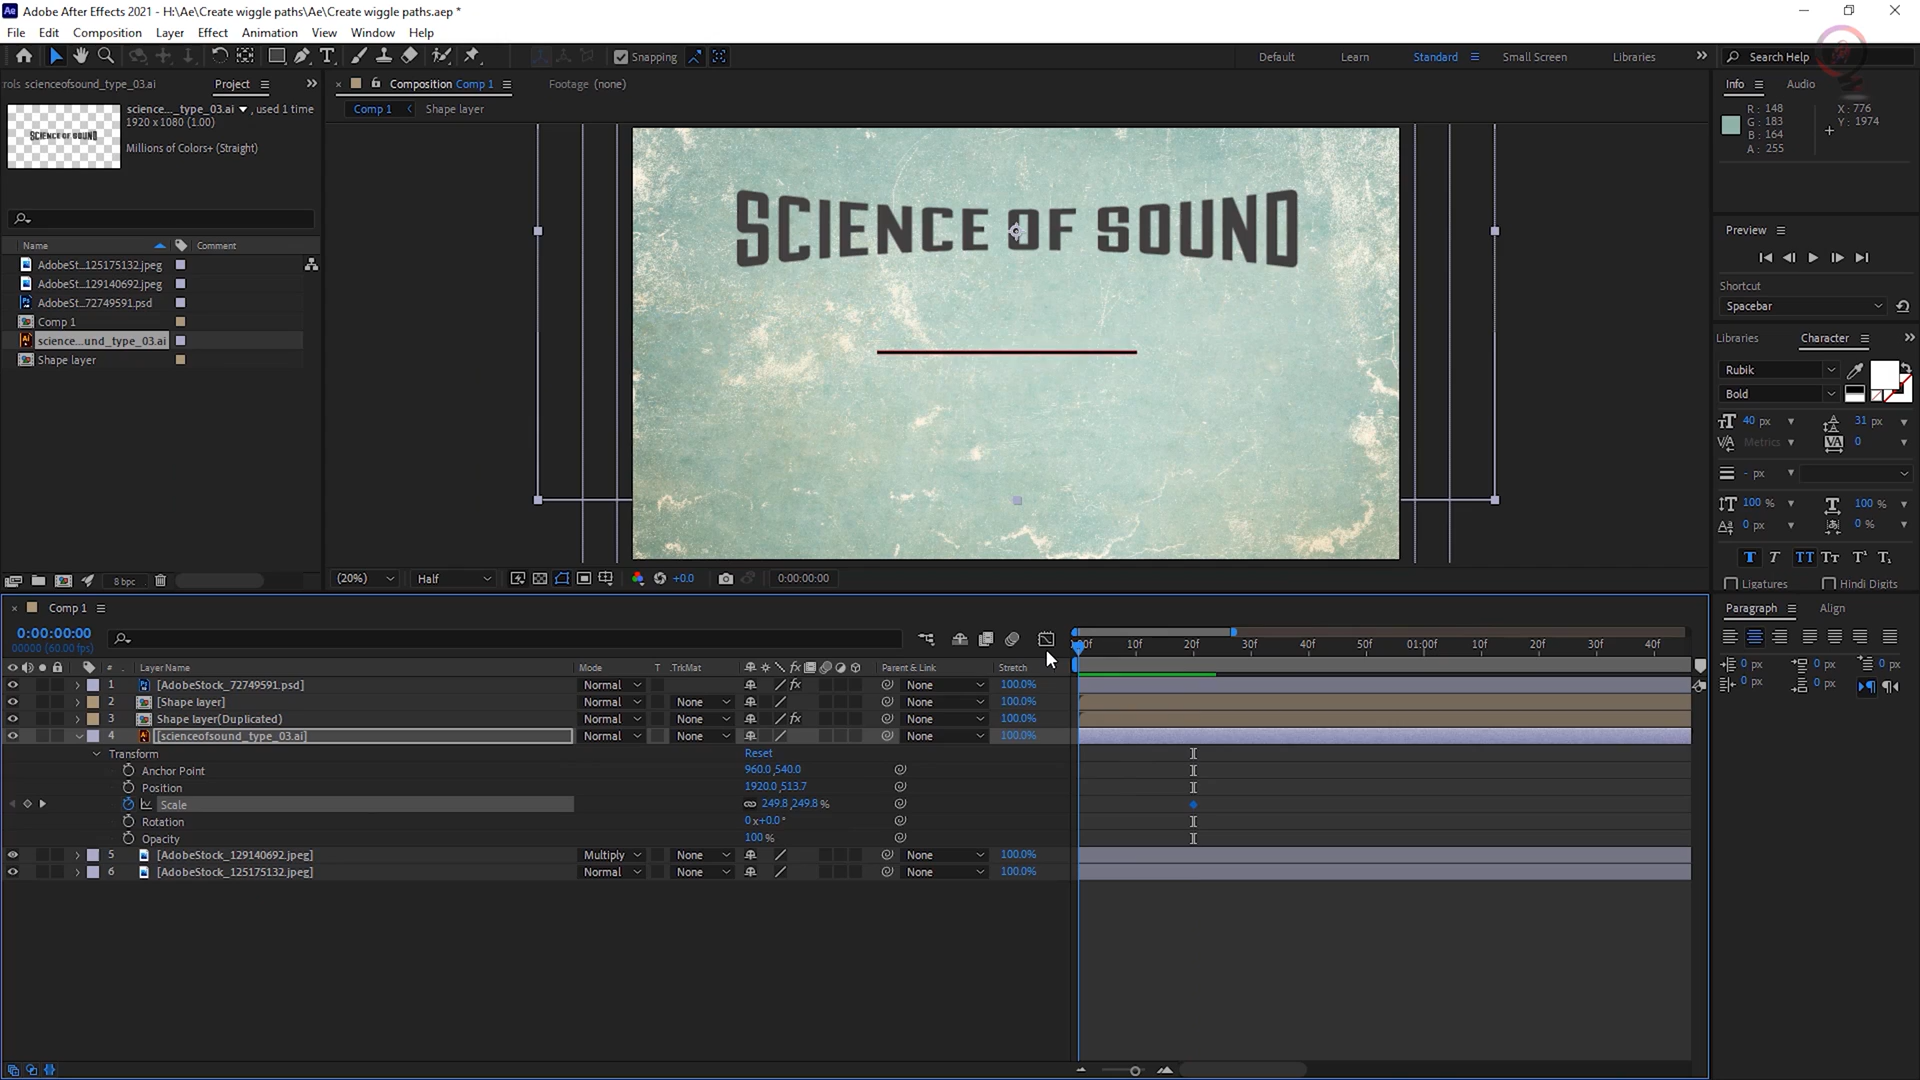 Adobe After Effects 2021 - H:\Ae\Create wiggle paths\Ae\Create wiggle paths.aep *
File Edit Composition Layer Effect Animation View Window Help
Snapping Default Learn Standard Small Screen Libraries Search Help
rols scienceofsound_type_03.ai Project
Composition Comp 1 Footage (none)
Comp 1 Shape layer
science..._type_03.ai , used 1 time
1920 x 1080 (1.00)
Millions of Colors+ (Straight)
SCIENCE OF SOUND
Name Comment
AdobeSt...125175132.jpeg
AdobeSt...129140692.jpeg
AdobeSt...72749591.psd
Comp 1
science...und_type_03.ai
Shape layer
8 bpc
SCIENCE OF SOUND
(20%) Half +0.0 0:00:00:00
Info Audio
R: 148 X: 776
G: 183 Y: 1974
B: 164
A: 255
Preview
Shortcut
Spacebar
Libraries Character
Rubik
Bold
40 px 31 px
Metrics 0
- px
100 % 100 %
0 px 0 %
T T TT Tt T¹ T₁
Ligatures Hindi Digits
Paragraph Align
0 px 0 px 0 px
0 px 0 px
Comp 1
0:00:00:00
00000 (60.00 fps)
# Layer Name Mode T .TrkMat Parent & Link Stretch
:00f 10f 20f 30f 40f 50f 01:00f 10f 20f 30f 40f
1 [AdobeStock_72749591.psd] Normal None 100.0%
2 [Shape layer] Normal None None 100.0%
3 Shape layer(Duplicated) Normal None None 100.0%
4 [scienceofsound_type_03.ai] Normal None None 100.0%
Transform Reset
Anchor Point 960.0,540.0
Position 1920.0,513.7
Scale 249.8,249.8 %
Rotation 0x+0.0°
Opacity 100 %
5 [AdobeStock_129140692.jpeg] Multiply None None 100.0%
6 [AdobeStock_125175132.jpeg] Normal None None 100.0%